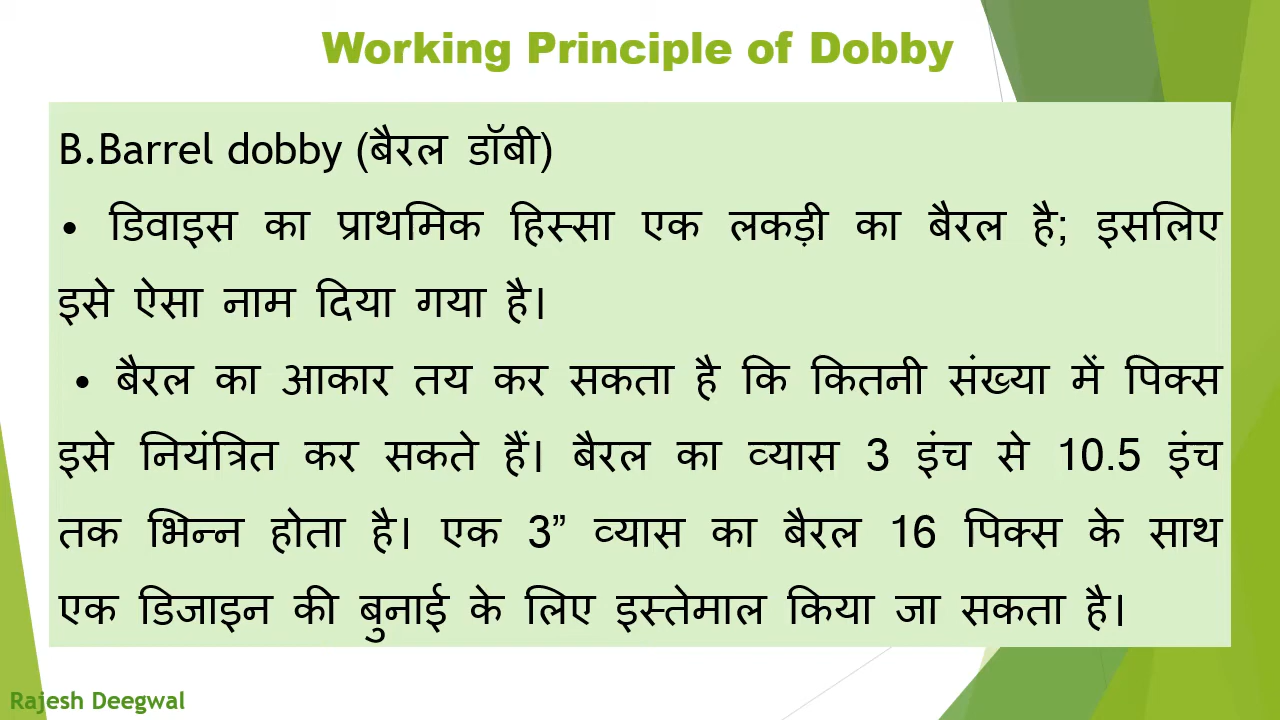 Working Principle of Dobby
B.Barrel dobby (बैरल डॉबी)
• डिवाइस का प्राथमिक हिस्सा एक लकड़ी का बैरल है; इसलिए
इसे ऐसा नाम दिया गया है।
• बैरल का आकार तय कर सकता है कि कितनी संख्या में पिक्स
इसे नियंत्रित कर सकते हैं। बैरल का व्यास 3 इंच से 10.5 इंच
तक भिन्न होता है। एक 3” व्यास का बैरल 16 पिक्स के साथ
एक डिजाइन की बुनाई के लिए इस्तेमाल किया जा सकता है।
Rajesh Deegwal